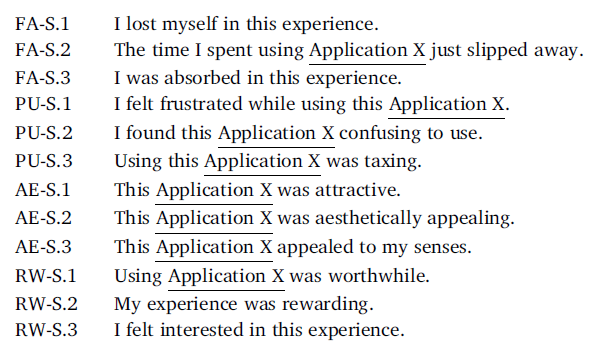 FA-S.1 I lost myself in this experience.
FA-S.2 The time I spent using Application X just slipped away.
FA-S.3 I was absorbed in this experience.
PU-S.1 I felt frustrated while using this Application X.
PU-S.2 I found this Application X confusing to use.
PU-S.3 Using this Application X was taxing.
AE-S.1 This Application X was attractive.
AE-S.2 This Application X was aesthetically appealing.
AE-S.3 This Application X appealed to my senses.
RW-S.1 Using Application X was worthwhile.
RW-S.2 My experience was rewarding.
RW-S.3 I felt interested in this experience.